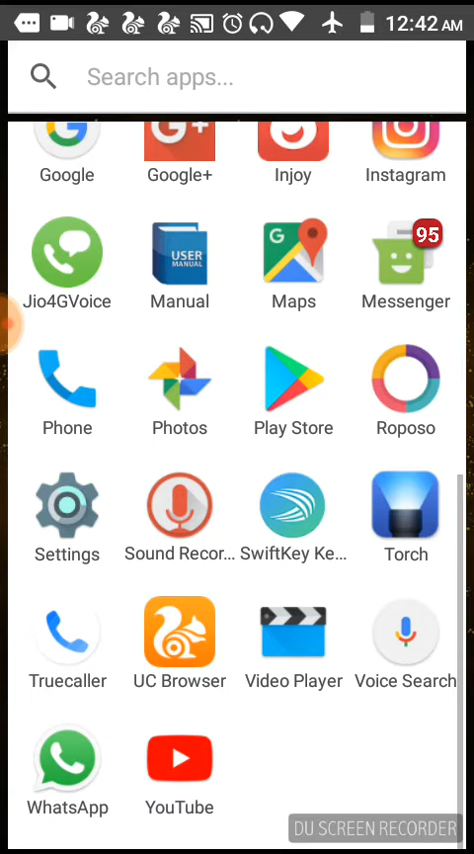 12:42 AM
Search apps...
G+
Google Google+ Injoy Instagram
G
USER
MANUAL
95
Jio4GVoice Manual Maps Messenger
Phone Photos Play Store Roposo
Settings Sound Recor... SwiftKey Ke... Torch
Truecaller UC Browser Video Player Voice Search
WhatsApp YouTube
DU SCREEN RECORDER